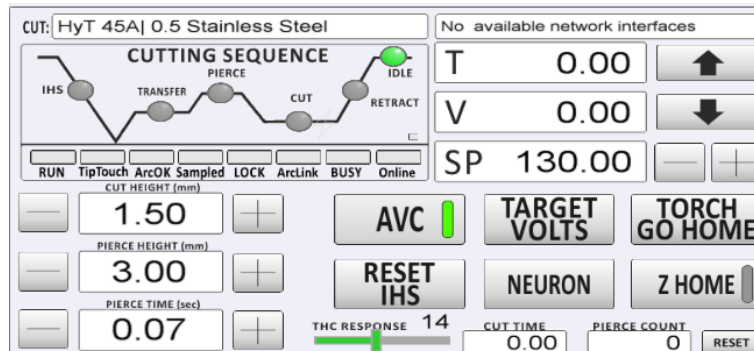 CUT: HyT 45A| 0.5 Stainless Steel
No available network interfaces
CUTTING SEQUENCE
IHS
TRANSFER
PIERCE
CUT
IDLE
RETRACT
RUN TipTouch ArcOK Sampled LOCK ArcLink BUSY Online
T 0.00
V 0.00
SP 130.00
CUT HEIGHT (mm)
1.50
PIERCE HEIGHT (mm)
3.00
PIERCE TIME (sec)
0.07
AVC
TARGET
VOLTS
TORCH
GO HOME
RESET
IHS
NEURON
Z HOME
THC RESPONSE 14
CUT TIME
0.00
PIERCE COUNT
0
RESET